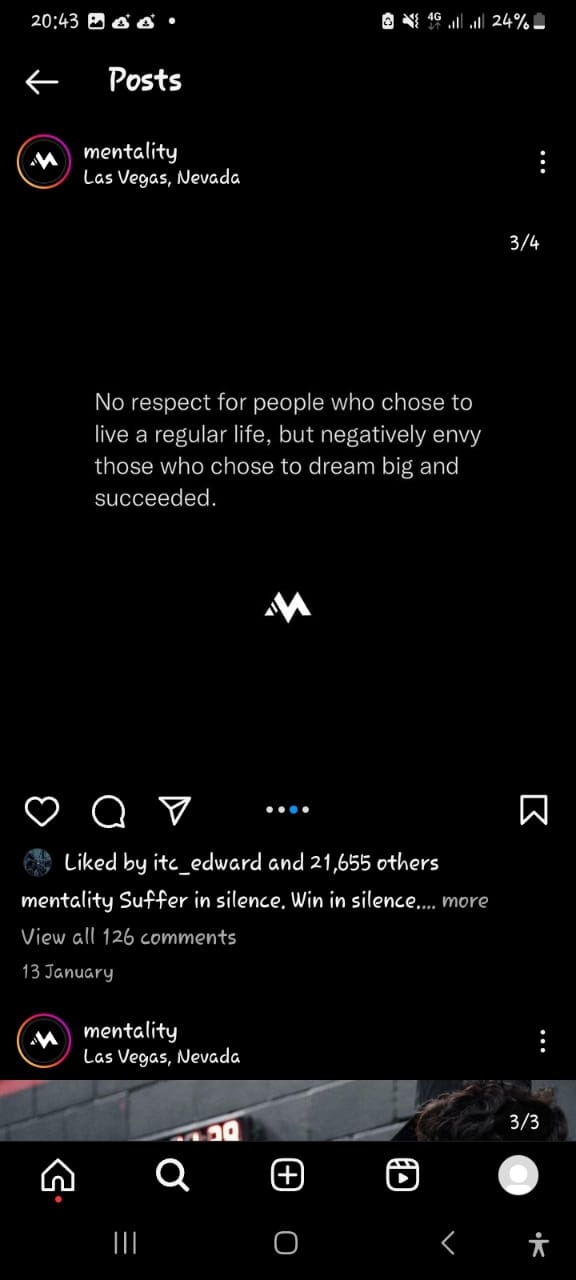 20:43
4G
24%
Posts
mentality
Las Vegas, Nevada
3/4
No respect for people who chose to
live a regular life, but negatively envy
those who chose to dream big and
succeeded.
Liked by itc_edward and 21,655 others
mentality Suffer in silence. Win in silence.... more
View all 126 comments
13 January
mentality
Las Vegas, Nevada
3/3